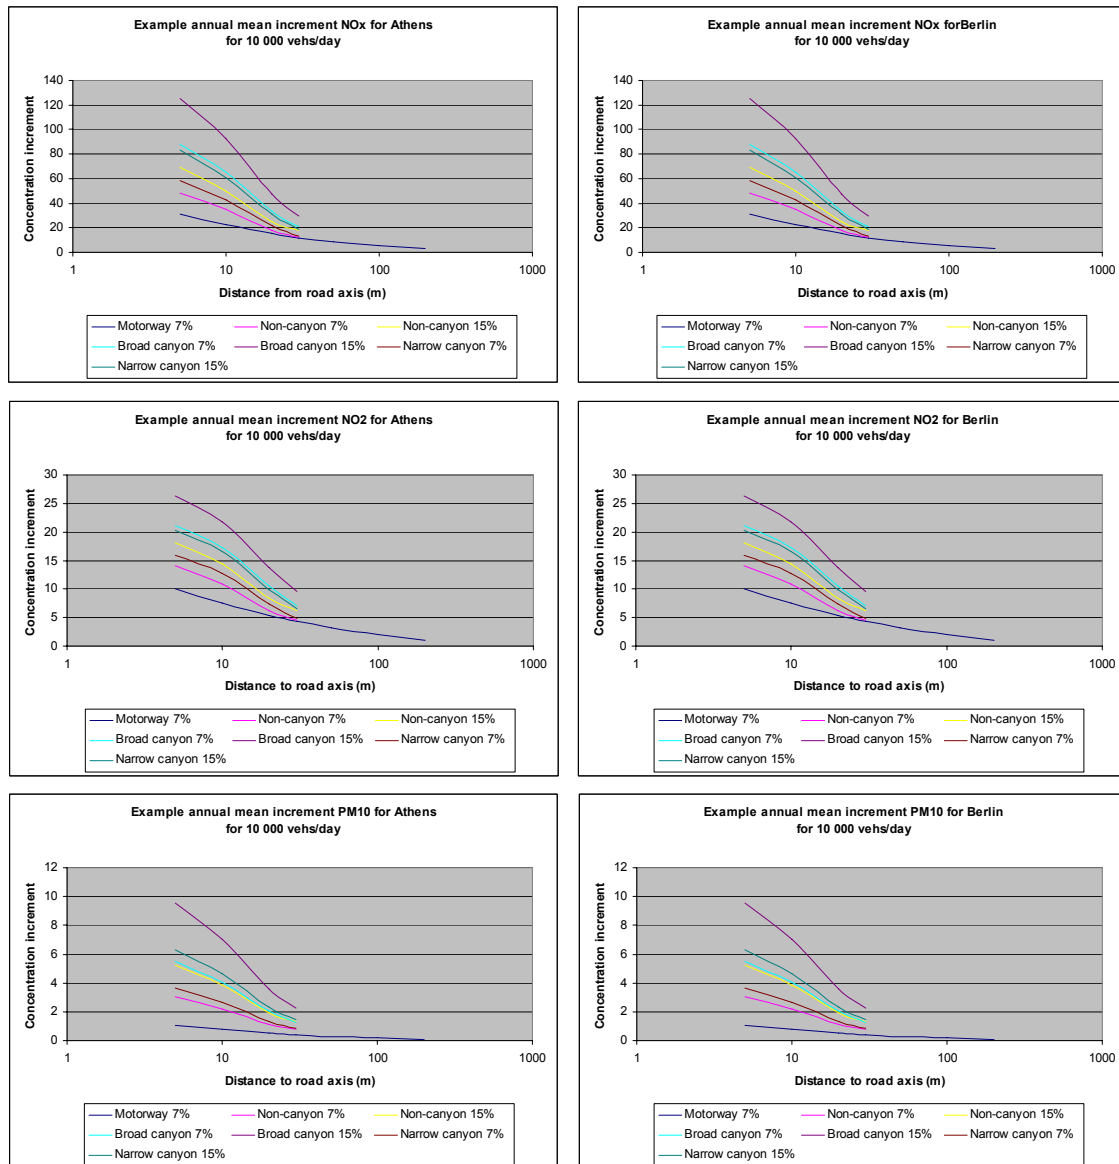 Example annual mean increment NOx for Athens
for 10 000 vehs/day
Concentration increment
140
120
100
80
60
40
20
0
1 10 100 1000
Distance from road axis (m)
Motorway 7% Non-canyon 7% Non-canyon 15%
Broad canyon 7% Broad canyon 15% Narrow canyon 7%
Narrow canyon 15%
Example annual mean increment NOx forBerlin
for 10 000 vehs/day
Concentration increment
140
120
100
80
60
40
20
0
1 10 100 1000
Distance to road axis (m)
Motorway 7% Non-canyon 7% Non-canyon 15%
Broad canyon 7% Broad canyon 15% Narrow canyon 7%
Narrow canyon 15%
Example annual mean increment NO2 for Athens
for 10 000 vehs/day
Concentration increment
30
25
20
15
10
5
0
1 10 100 1000
Distance to road axis (m)
Motorway 7% Non-canyon 7% Non-canyon 15%
Broad canyon 7% Broad canyon 15% Narrow canyon 7%
Narrow canyon 15%
Example annual mean increment NO2 for Berlin
for 10 000 vehs/day
Concentration increment
30
25
20
15
10
5
0
1 10 100 1000
Distance to road axis (m)
Motorway 7% Non-canyon 7% Non-canyon 15%
Broad canyon 7% Broad canyon 15% Narrow canyon 7%
Narrow canyon 15%
Example annual mean increment PM10 for Athens
for 10 000 vehs/day
Concentration increment
12
10
8
6
4
2
0
1 10 100 1000
Distance to road axis (m)
Motorway 7% Non-canyon 7% Non-canyon 15%
Broad canyon 7% Broad canyon 15% Narrow canyon 7%
Narrow canyon 15%
Example annual mean increment PM10 for Berlin
for 10 000 vehs/day
Concentration increment
12
10
8
6
4
2
0
1 10 100 1000
Distance to road axis (m)
Motorway 7% Non-canyon 7% Non-canyon 15%
Broad canyon 7% Broad canyon 15% Narrow canyon 7%
Narrow canyon 15%